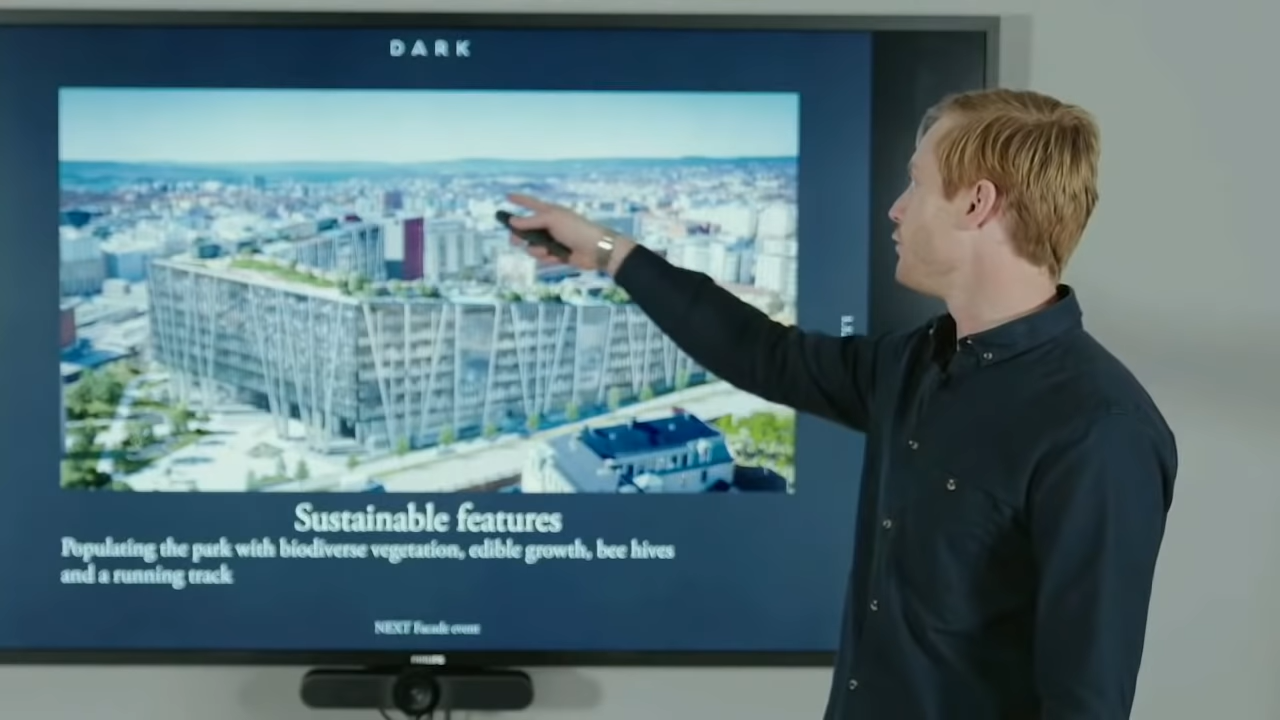 DARK
Sustainable features
Populating the park with biodiverse vegetation, edible growth, bee hives
and a running track
NEXT Facade event
PHILIPS